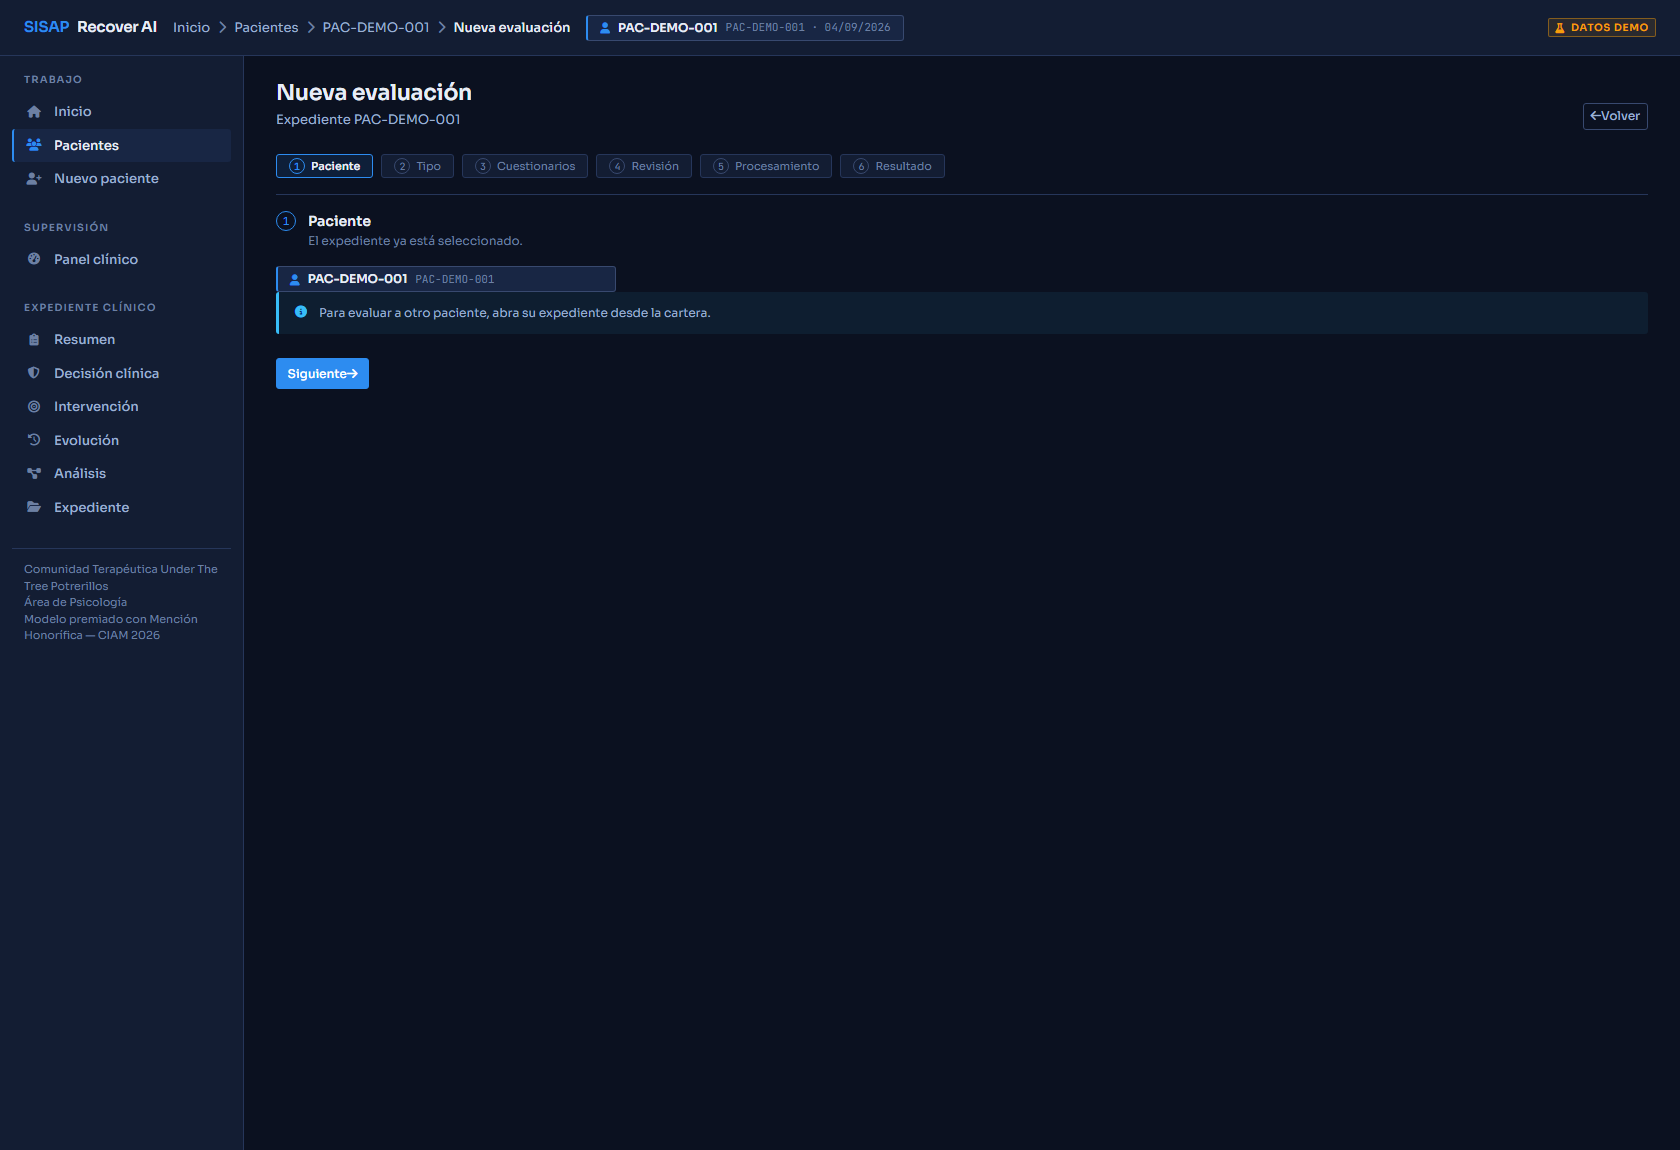 SISAP Recover AI Inicio Pacientes PAC-DEMO-001 Nueva evaluación PAC-DEMO-001 PAC-DEMO-001 · 04/09/2026 DATOS DEMO
TRABAJO
Inicio
Pacientes
Nuevo paciente
SUPERVISIÓN
Panel clínico
EXPEDIENTE CLÍNICO
Resumen
Decisión clínica
Intervención
Evolución
Análisis
Expediente
Comunidad Terapéutica Under The
Tree Potrerillos
Área de Psicología
Modelo premiado con Mención
Honorífica — CIAM 2026
Nueva evaluación
Expediente PAC-DEMO-001
Volver
1 Paciente 2 Tipo 3 Cuestionarios 4 Revisión 5 Procesamiento 6 Resultado
1 Paciente
El expediente ya está seleccionado.
PAC-DEMO-001 PAC-DEMO-001
Para evaluar a otro paciente, abra su expediente desde la cartera.
Siguiente